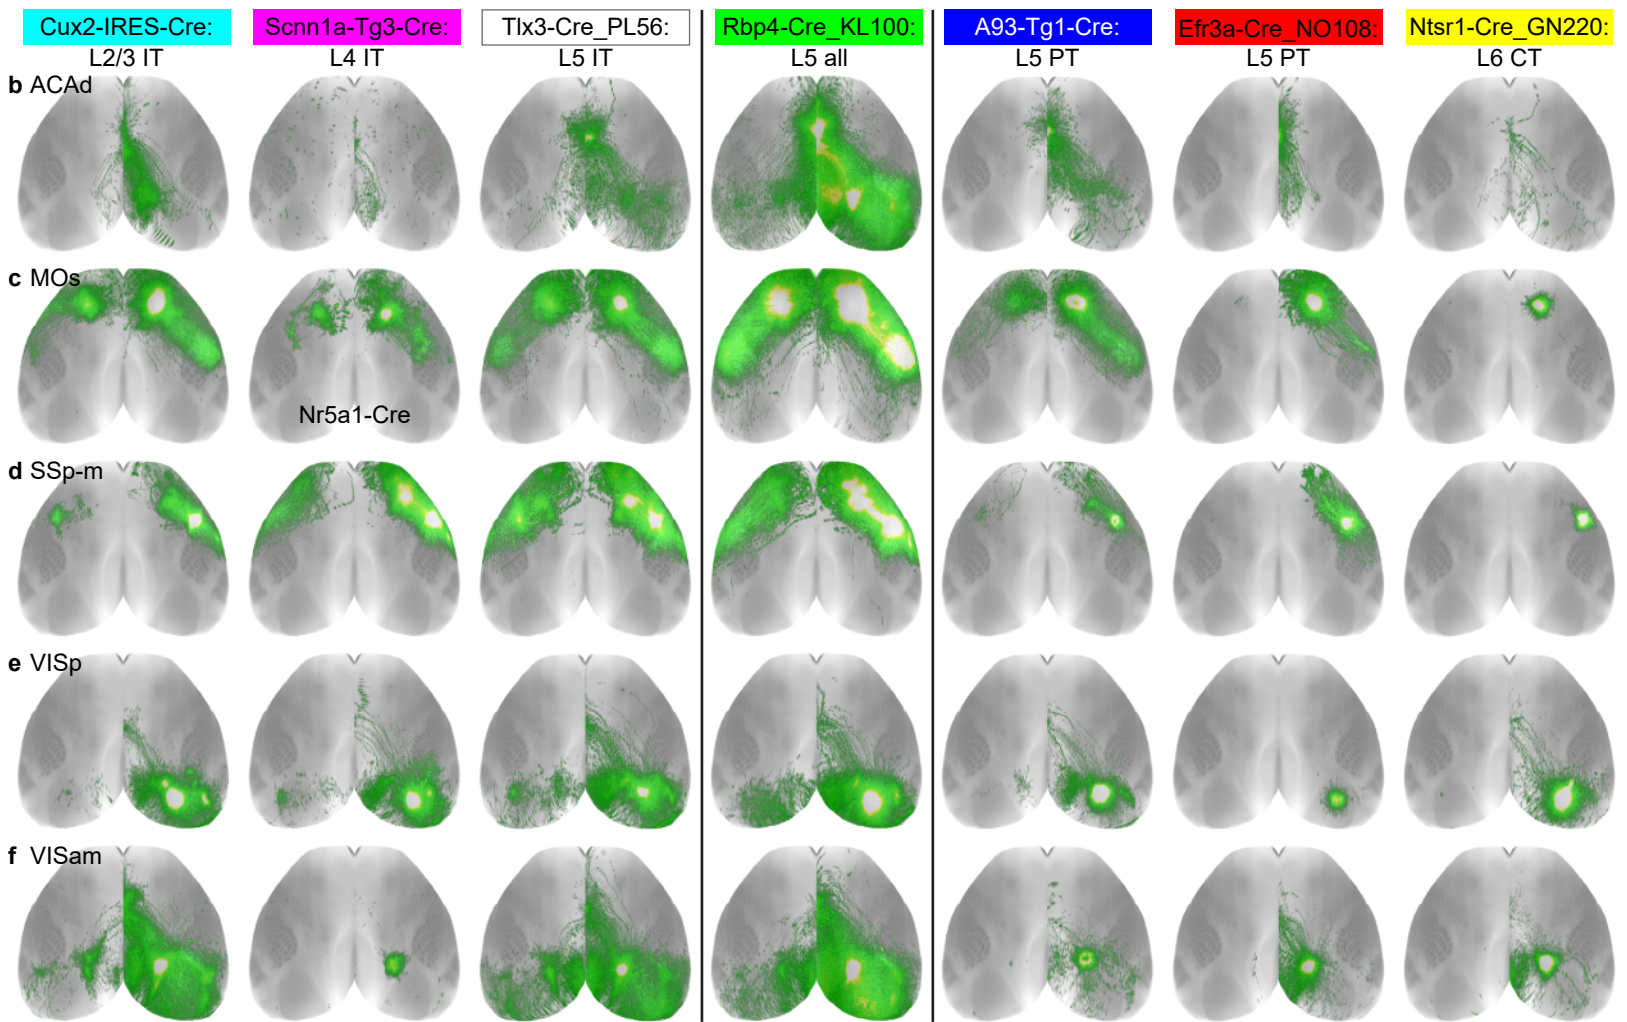 Cux2-IRES-Cre: Scnn1a-Tg3-Cre: Tlx3-Cre_PL56: Rbp4-Cre_KL100: A93-Tg1-Cre: Efr3a-Cre_NO108: Ntsr1-Cre_GN220:
L2/3 IT L4 IT L5 IT L5 all L5 PT L5 PT L6 CT
b ACAd
c MOs
Nr5a1-Cre
d SSp-m
e VISp
f VISam